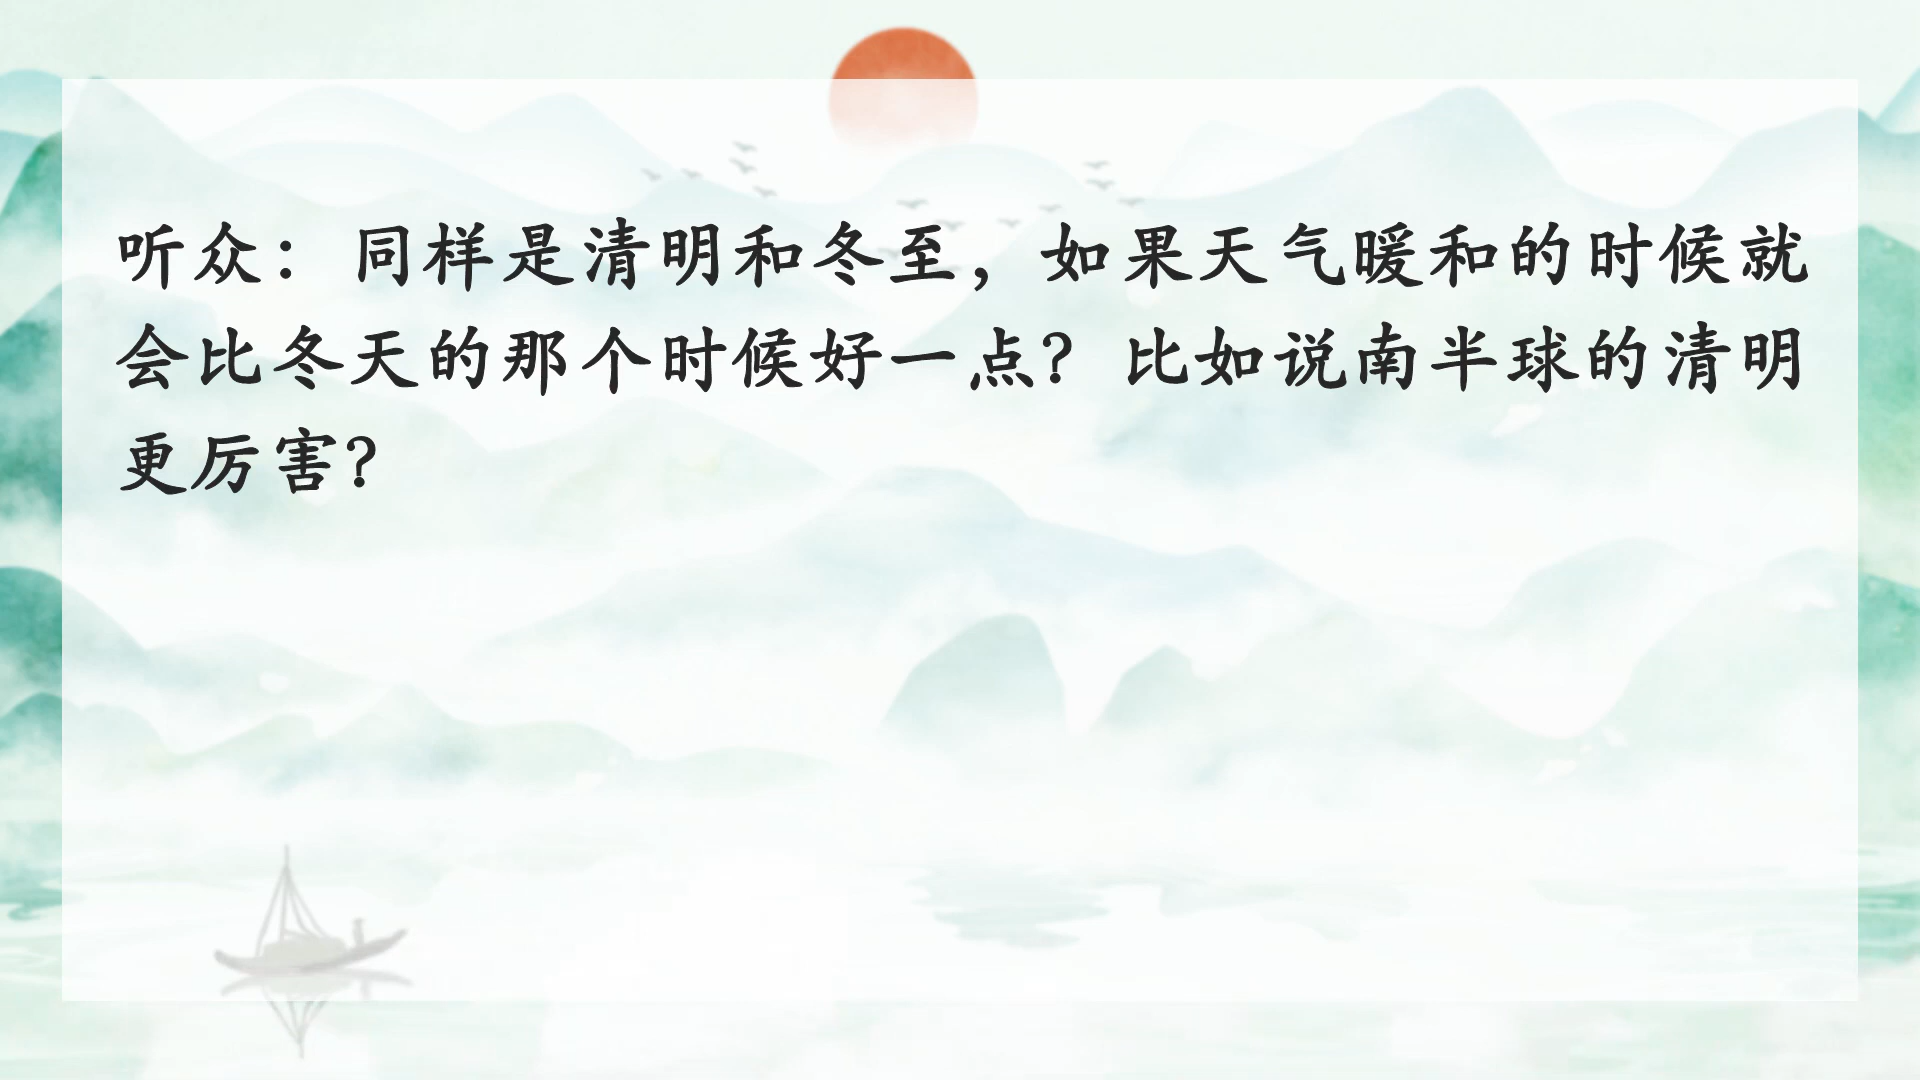 听众：同样是清明和冬至，如果天气暖和的时候就
会比冬天的那个时候好一点？比如说南半球的清明
更厉害？